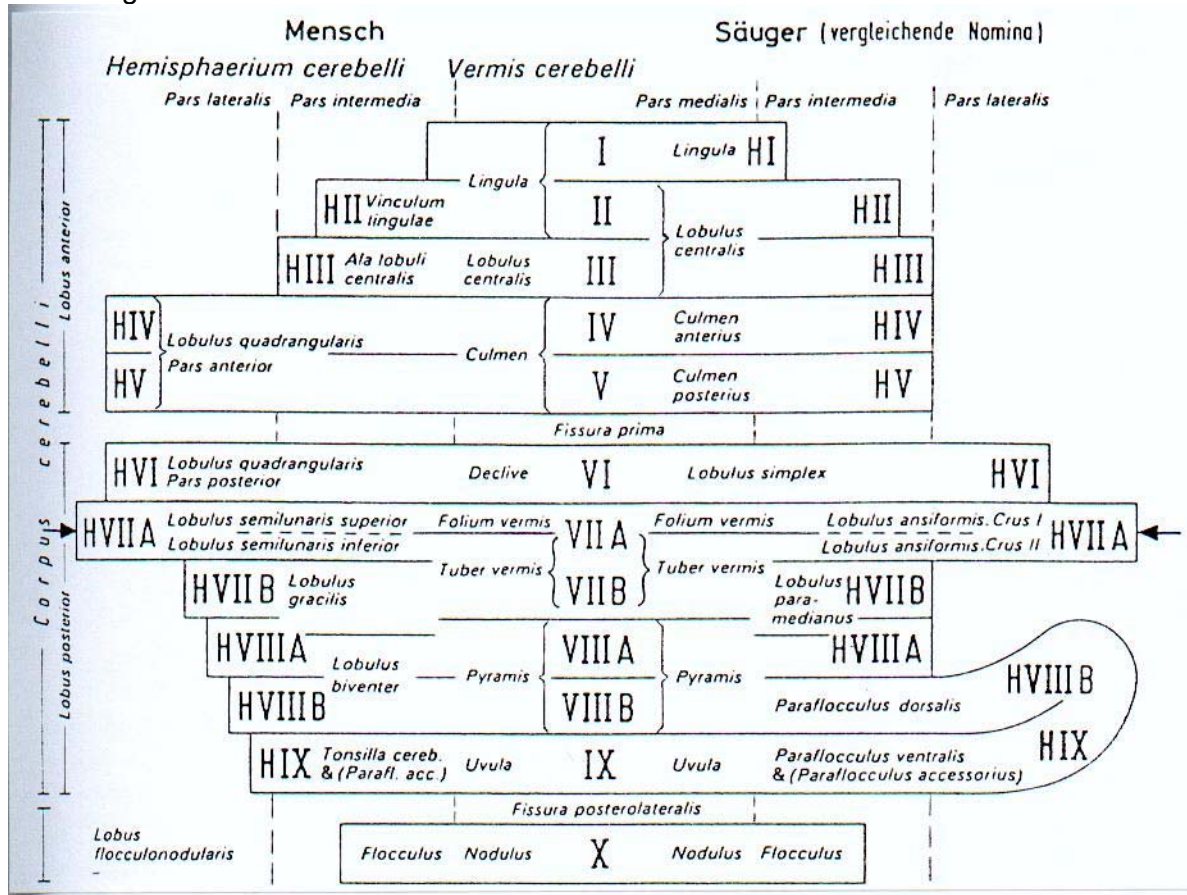 Mensch Säuger (vergleichende Nomina)
Hemisphaerium cerebelli Vermis cerebelli
Pars lateralis Pars intermedia Pars medialis Pars intermedia Pars lateralis
I Lingula HI
Lingula
HII Vinculum lingulae II HII
Lobulus centralis
HIII Ala lobuli centralis Lobulus centralis III HIII
HIV IV Culmen anterius HIV
Lobulus quadrangularis
Pars anterior Culmen
HV V Culmen posterius HV
Fissura prima
HVI Lobulus quadrangularis Pars posterior Declive VI Lobulus simplex HVI
HVII A Lobulus semilunaris superior Folium vermis VII A Folium vermis Lobulus ansiformis. Crus I HVII A
Lobulus semilunaris inferior Lobulus ansiformis. Crus II
Tuber vermis Tuber vermis
HVII B Lobulus gracilis VII B Lobulus para-medianus HVII B
HVIII A VIII A HVIII A
Lobulus biventer Pyramis Pyramis
HVIII B VIII B Paraflocculus dorsalis HVIII B
HIX Tonsilla cereb. & (Parafl. acc.) Uvula IX Uvula Paraflocculus ventralis & (Paraflocculus accessorius) HIX
Fissura posterolateralis
Lobus flocculonodularis
Flocculus Nodulus X Nodulus Flocculus
Corpus cerebelli
Lobus anterior
Lobus posterior